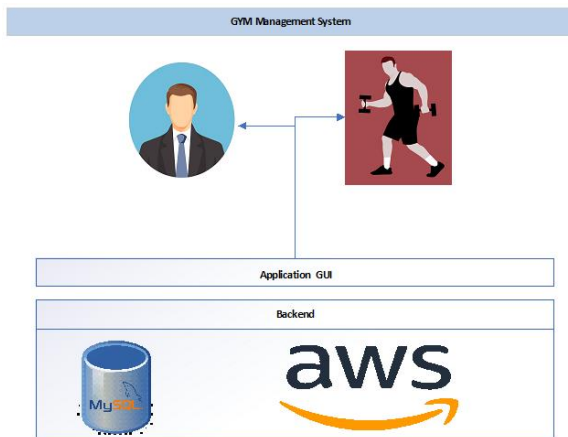 GYM Management System
Application GUI
Backend
MySQL
aws